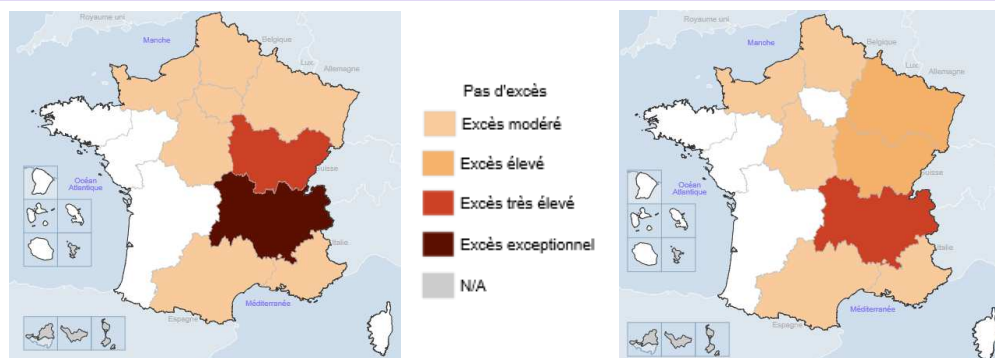 Royaume uni
Manche
Belgique
Lux
Allemagne
Suisse
Océan
Atlantique
Italie
Méditerranée
Espagne
Pas d'excès
Excès modéré
Excès élevé
Excès très élevé
Excès exceptionnel
N/A
Royaume uni
Manche
Belgique
Lux
Allemagne
Suisse
Océan
Atlantique
Italie
Méditerranée
Espagne